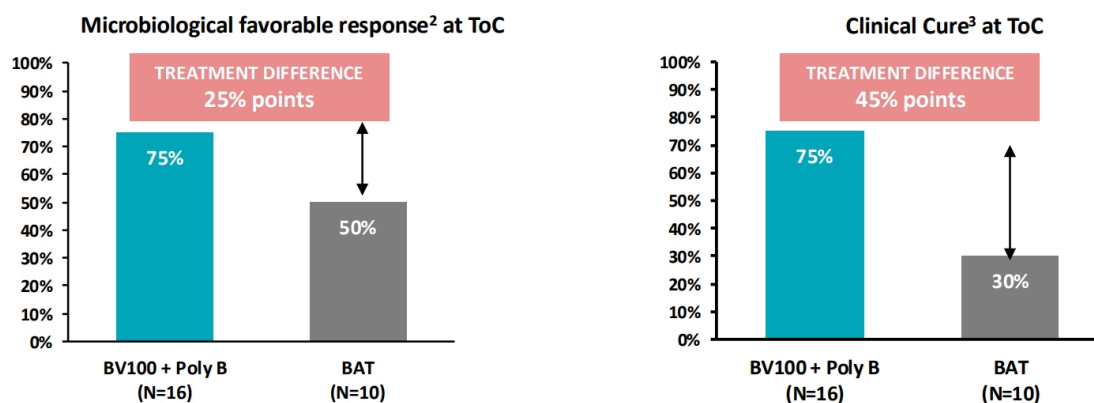 Microbiological favorable response² at ToC
TREATMENT DIFFERENCE
25% points
100%
90%
80%
70%
60%
50%
40%
30%
20%
10%
0%
75%
50%
BV100 + Poly B
(N=16)
BAT
(N=10)
Clinical Cure³ at ToC
TREATMENT DIFFERENCE
45% points
100%
90%
80%
70%
60%
50%
40%
30%
20%
10%
0%
75%
30%
BV100 + Poly B
(N=16)
BAT
(N=10)